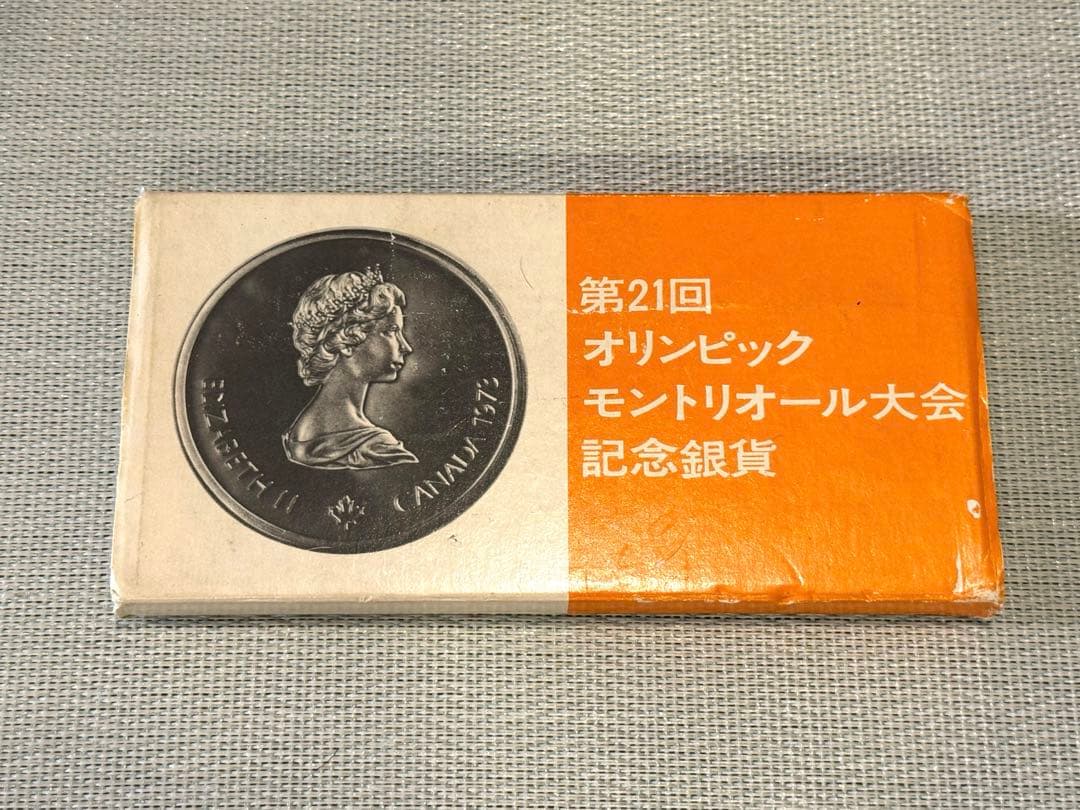 ELIZABETH II
CANADA 1973
第21回
オリンピック
モントリオール大会
記念銀貨